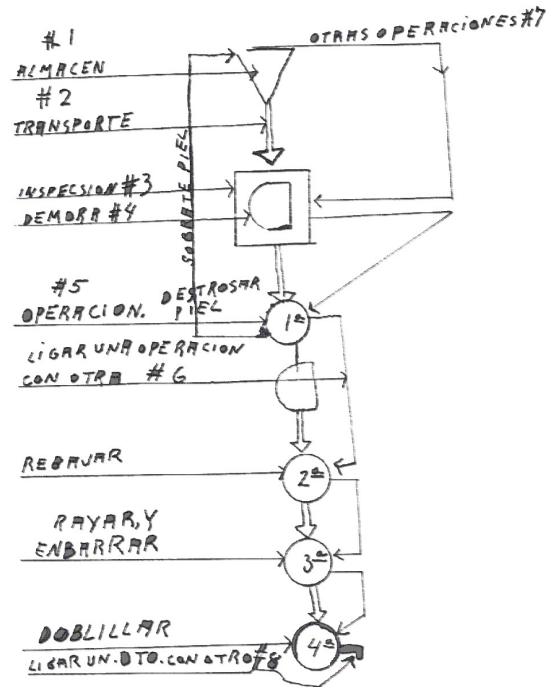 #1
ALMACEN
OTRAS OPERACIONES #7
#2
TRANSPORTE
INSPECSION #3
DEMORA #4
SOBRATE PIEL
#5
OPERACION.
DESTROSAR
PIEL
1ª
LIGAR UNA OPERACION
CON OTRA #6
REBAJAR
2ª
RAYAR, Y
ENBARRAR
3ª
DOBLILLAR
4ª
LIGAR UN. DTO. CON OTRO #8